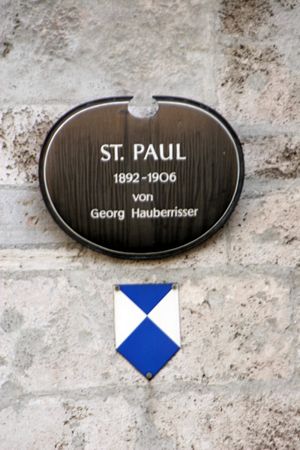 ST. PAUL
1892-1906
von
Georg Hauberrisser